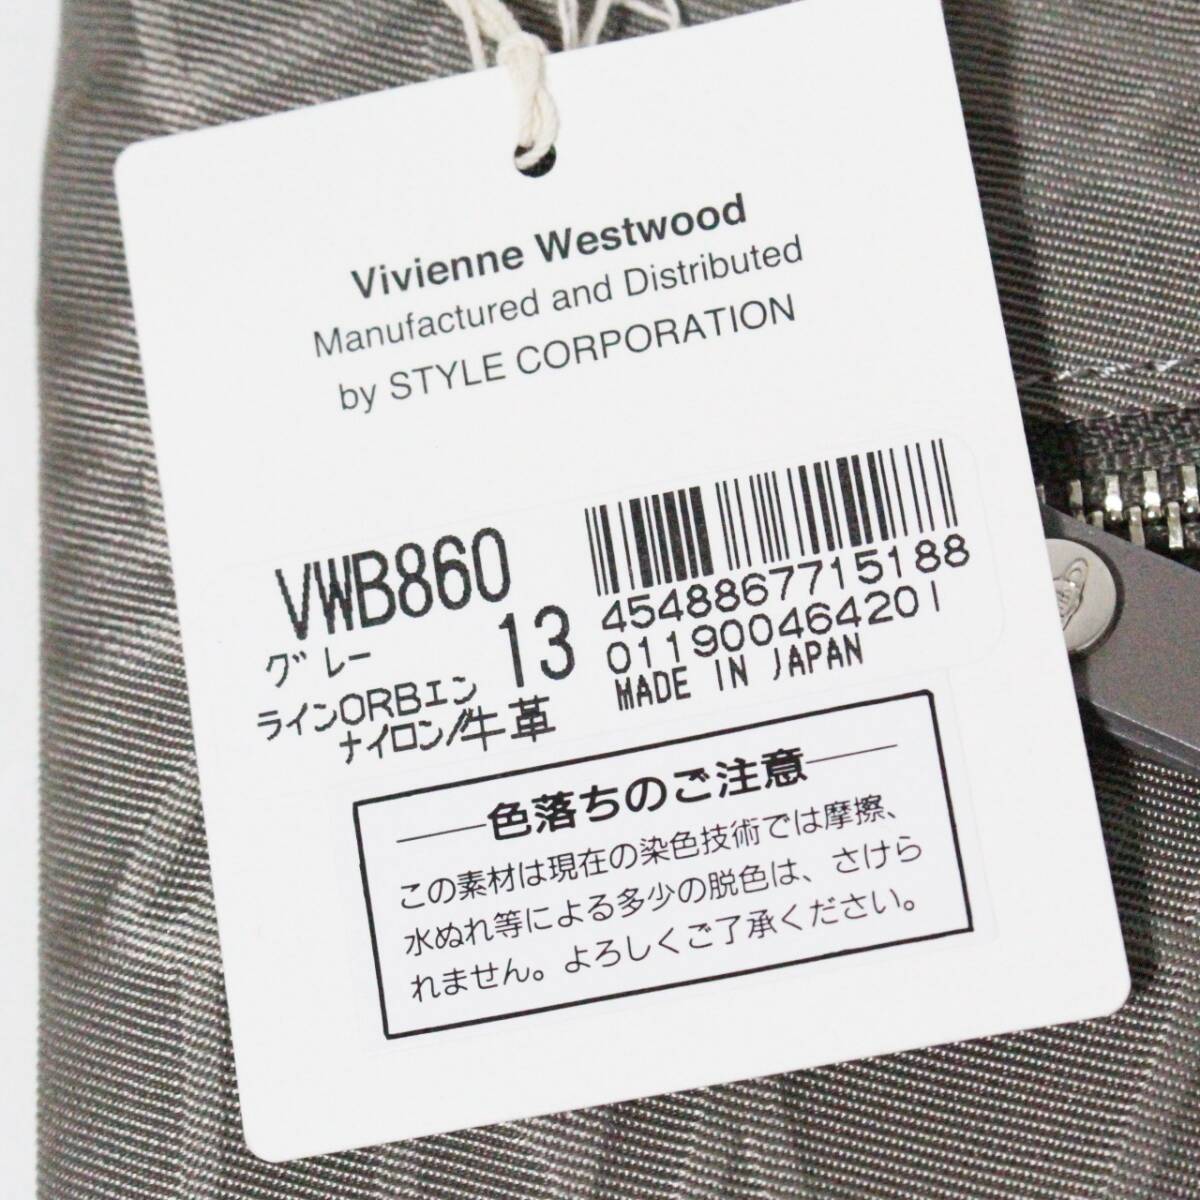 Vivienne Westwood
Manufactured and Distributed
by STYLE CORPORATION
VWB860
グレー 13
ラインORBエン
ナイロン/牛革
4548867715188
011900464201
MADE IN JAPAN
色落ちのご注意
この素材は現在の染色技術では摩擦、
水ぬれ等による多少の脱色は、さけら
れません。よろしくご了承ください。